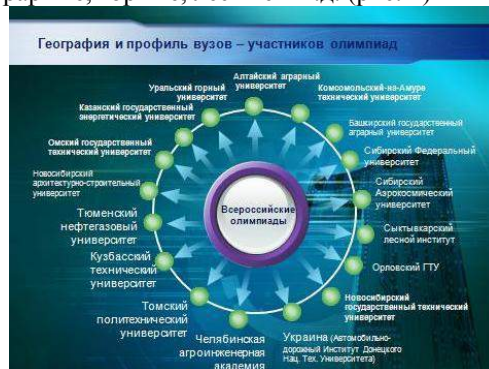 География и профиль вузов – участников олимпиад
Алтайский аграрный
университет
Комсомольский-на-Амуре
технический университет
Башкирский государственный
аграрный университет
Сибирский Федеральный
университет
Сибирский
Аэрокосмический
университет
Сыктывкарский
лесной институт
Орловский ГТУ
Новосибирский
государственный технический
университет
Украина (Автомобильно-
дорожный Институт Донецкого
Нац. Тех. Университета)
Челябинская
агроинженерная
академия
Томский
политехнический
университет
Кузбасский
технический
университет
Тюменский
нефтегазовый
университет
Новосибирский
архитектурно-строительный
университет
Омский государственный
технический университет
Казанский государственный
энергетический университет
Уральский горный
университет
Всероссийские
олимпиады